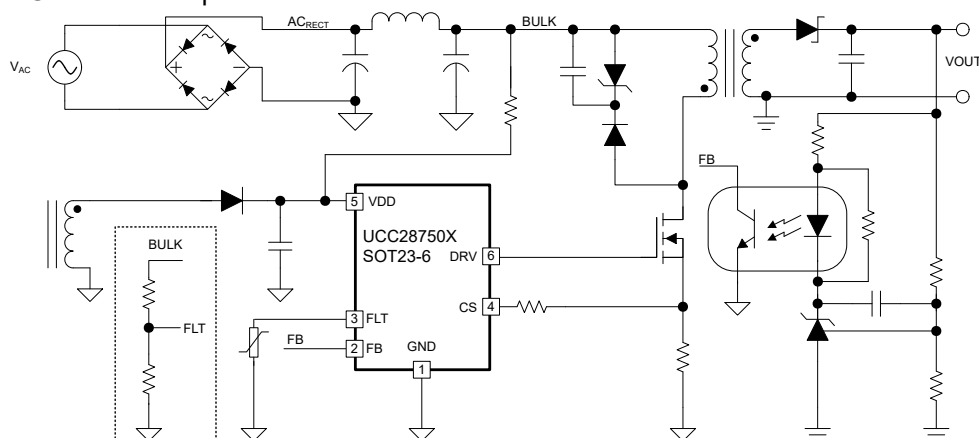 AC_RECT
BULK
V_AC
+
−
VOUT
FB
5
VDD
UCC28750X
SOT23-6
DRV
6
BULK
CS
4
FLT
3
FLT
FB
2
FB
GND
1